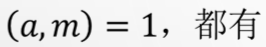 (a, m) = 1，都有